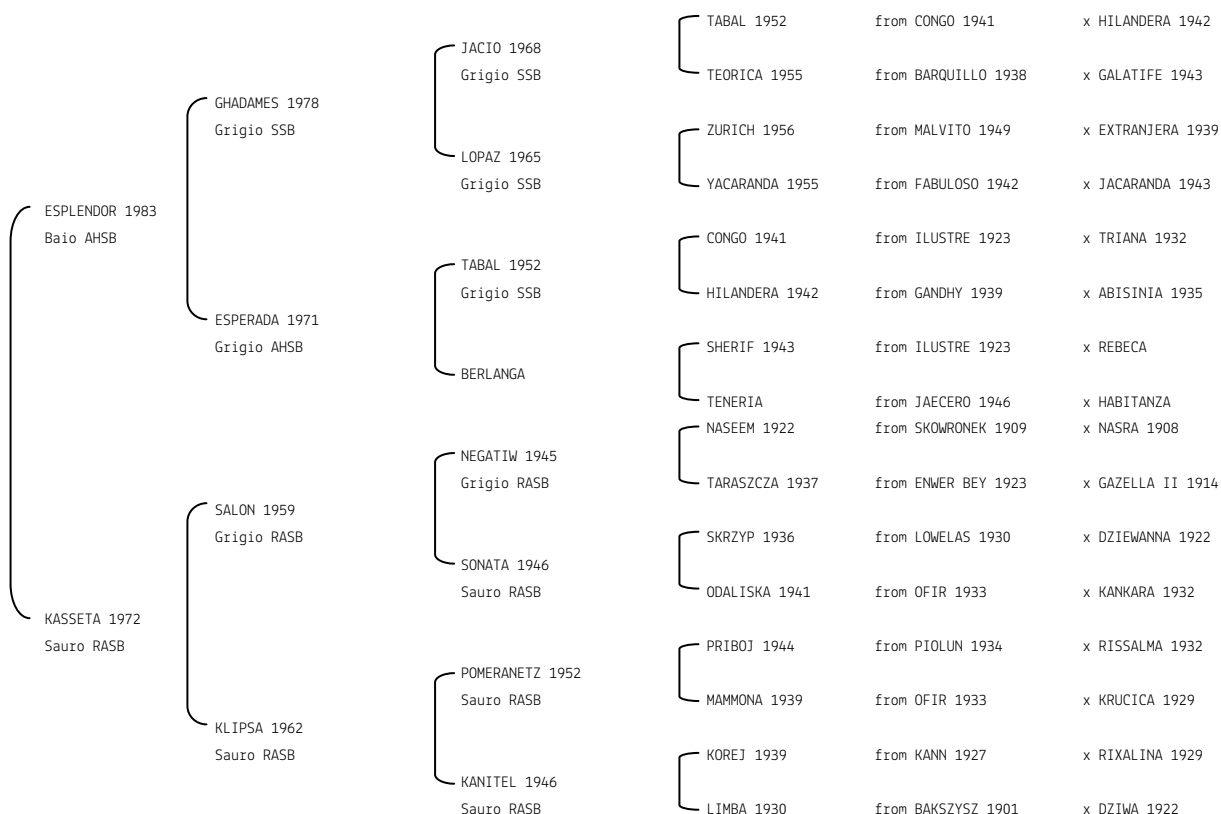 TABAL 1952 from CONGO 1941 x HILANDERA 1942
JACIO 1968
Grigio SSB
TEORICA 1955 from BARQUILLO 1938 x GALATIFE 1943
GHADAMES 1978
Grigio SSB
ZURICH 1956 from MALVITO 1949 x EXTRANJERA 1939
LOPAZ 1965
Grigio SSB
YACARANDA 1955 from FABULOSO 1942 x JACARANDA 1943
ESPLENDOR 1983
Baio AHSB
CONGO 1941 from ILUSTRE 1923 x TRIANA 1932
TABAL 1952
Grigio SSB
HILANDERA 1942 from GANDHY 1939 x ABISINIA 1935
ESPERADA 1971
Grigio AHSB
SHERIF 1943 from ILUSTRE 1923 x REBECA
BERLANGA
TENERIA from JAECERO 1946 x HABITANZA
NASEEM 1922 from SKOWRONEK 1909 x NASRA 1908
NEGATIW 1945
Grigio RASB
TARASZCZA 1937 from ENWER BEY 1923 x GAZELLA II 1914
SALON 1959
Grigio RASB
SKRZYP 1936 from LOWELAS 1930 x DZIEWANNA 1922
SONATA 1946
Sauro RASB
ODALISKA 1941 from OFIR 1933 x KANKARA 1932
KASSETA 1972
Sauro RASB
PRIBOJ 1944 from PIOLUN 1934 x RISSALMA 1932
POMERANETZ 1952
Sauro RASB
MAMMONA 1939 from OFIR 1933 x KRUCICA 1929
KLIPSA 1962
Sauro RASB
KOREJ 1939 from KANN 1927 x RIXALINA 1929
KANITEL 1946
Sauro RASB
LIMBA 1930 from BAKSZYSZ 1901 x DZIWA 1922